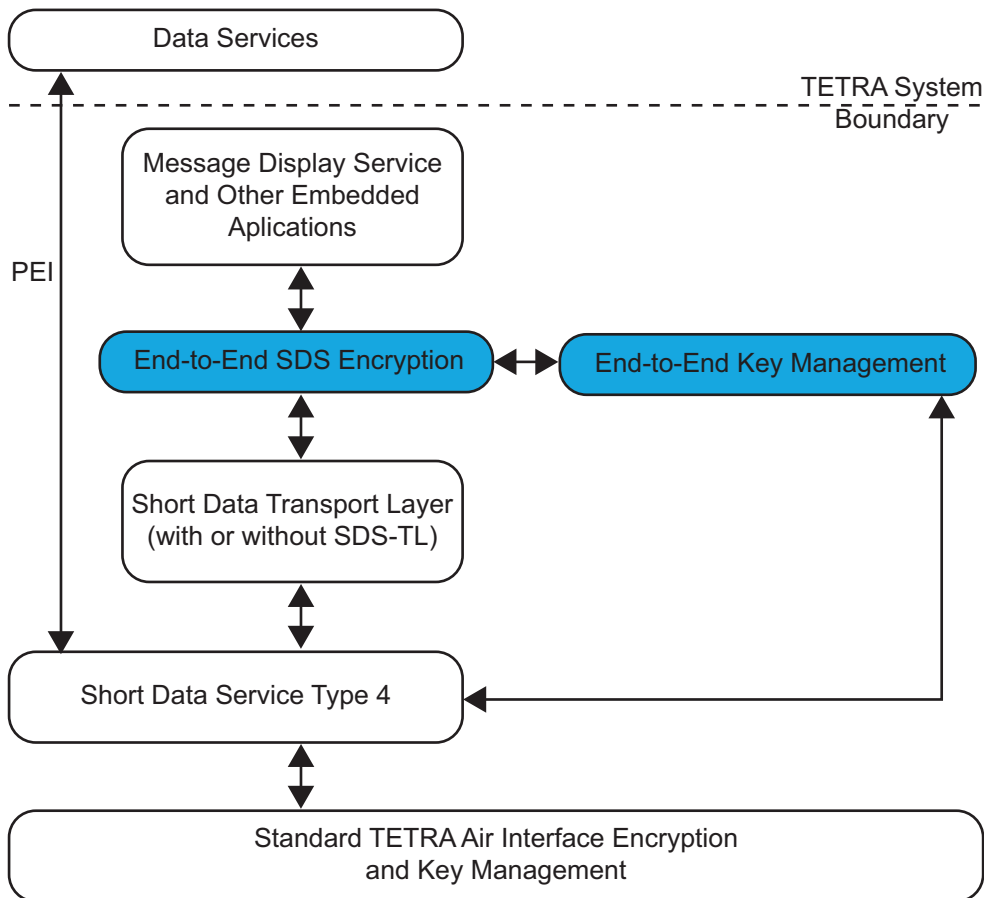 Data Services
TETRA System
Boundary
Message Display Service
and Other Embedded
Aplications
PEI
End-to-End SDS Encryption
End-to-End Key Management
Short Data Transport Layer
(with or without SDS-TL)
Short Data Service Type 4
Standard TETRA Air Interface Encryption
and Key Management